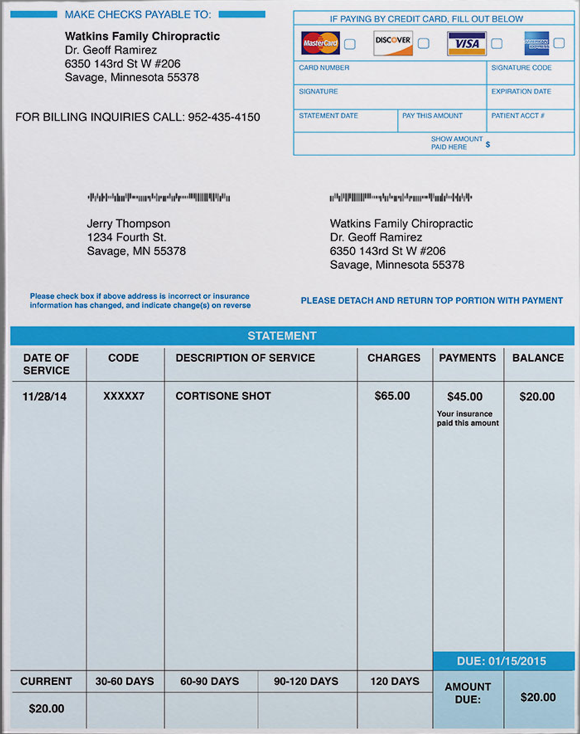 MAKE CHECKS PAYABLE TO:
Watkins Family Chiropractic
Dr. Geoff Ramirez
6350 143rd St W #206
Savage, Minnesota 55378
FOR BILLING INQUIRIES CALL: 952-435-4150
IF PAYING BY CREDIT CARD, FILL OUT BELOW
MasterCard DISCOVER VISA AMERICAN EXPRESS
CARD NUMBER SIGNATURE CODE
SIGNATURE EXPIRATION DATE
STATEMENT DATE PAY THIS AMOUNT PATIENT ACCT #
SHOW AMOUNT
PAID HERE $
Jerry Thompson
1234 Fourth St.
Savage, MN 55378
Watkins Family Chiropractic
Dr. Geoff Ramirez
6350 143rd St W #206
Savage, Minnesota 55378
Please check box if above address is incorrect or insurance
information has changed, and indicate change(s) on reverse
PLEASE DETACH AND RETURN TOP PORTION WITH PAYMENT
STATEMENT
DATE OF
SERVICE
CODE DESCRIPTION OF SERVICE CHARGES PAYMENTS BALANCE
11/28/14 XXXXX7 CORTISONE SHOT $65.00 $45.00 $20.00
Your insurance
paid this amount
DUE: 01/15/2015
CURRENT 30-60 DAYS 60-90 DAYS 90-120 DAYS 120 DAYS
AMOUNT
DUE:
$20.00
$20.00